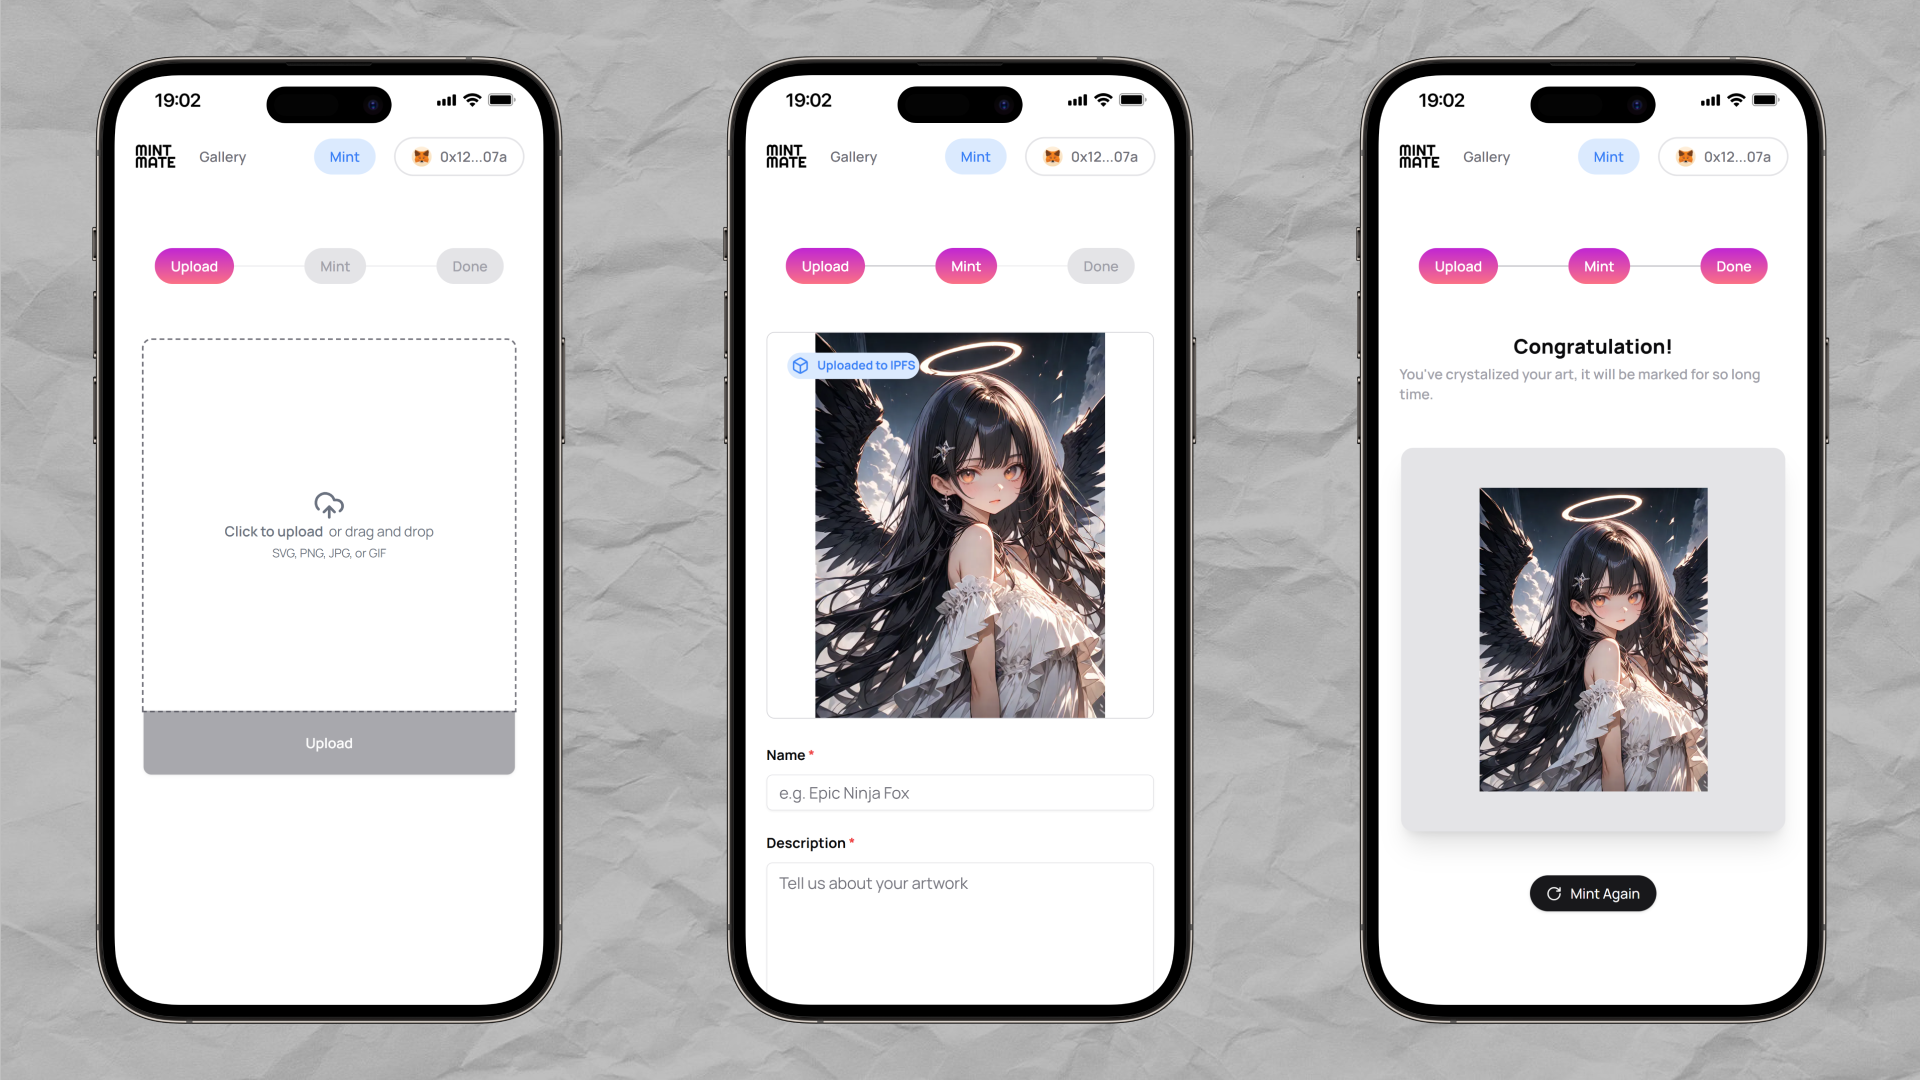 19:02
MINT
MATE
Gallery
Mint
0x12...07a
Upload
Mint
Done
Click to upload or drag and drop
SVG, PNG, JPG, or GIF
Upload
19:02
MINT
MATE
Gallery
Mint
0x12...07a
Upload
Mint
Done
Uploaded to IPFS
Name *
e.g. Epic Ninja Fox
Description *
Tell us about your artwork
19:02
MINT
MATE
Gallery
Mint
0x12...07a
Upload
Mint
Done
Congratulation!
You've crystalized your art, it will be marked for so long
time.
Mint Again